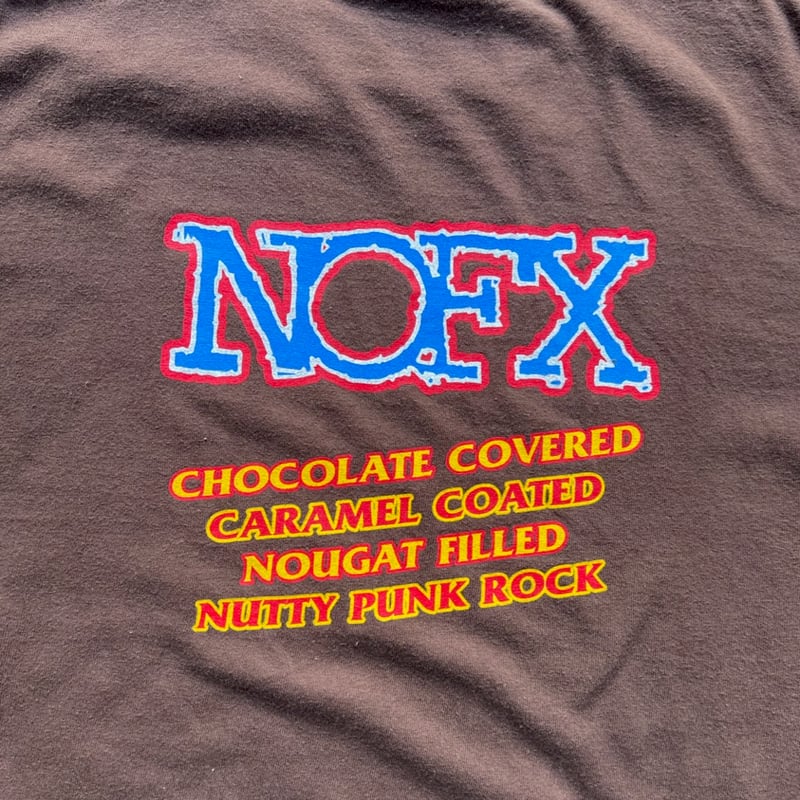 NOFX
CHOCOLATE COVERED
CARAMEL COATED
NOUGAT FILLED
NUTTY PUNK ROCK